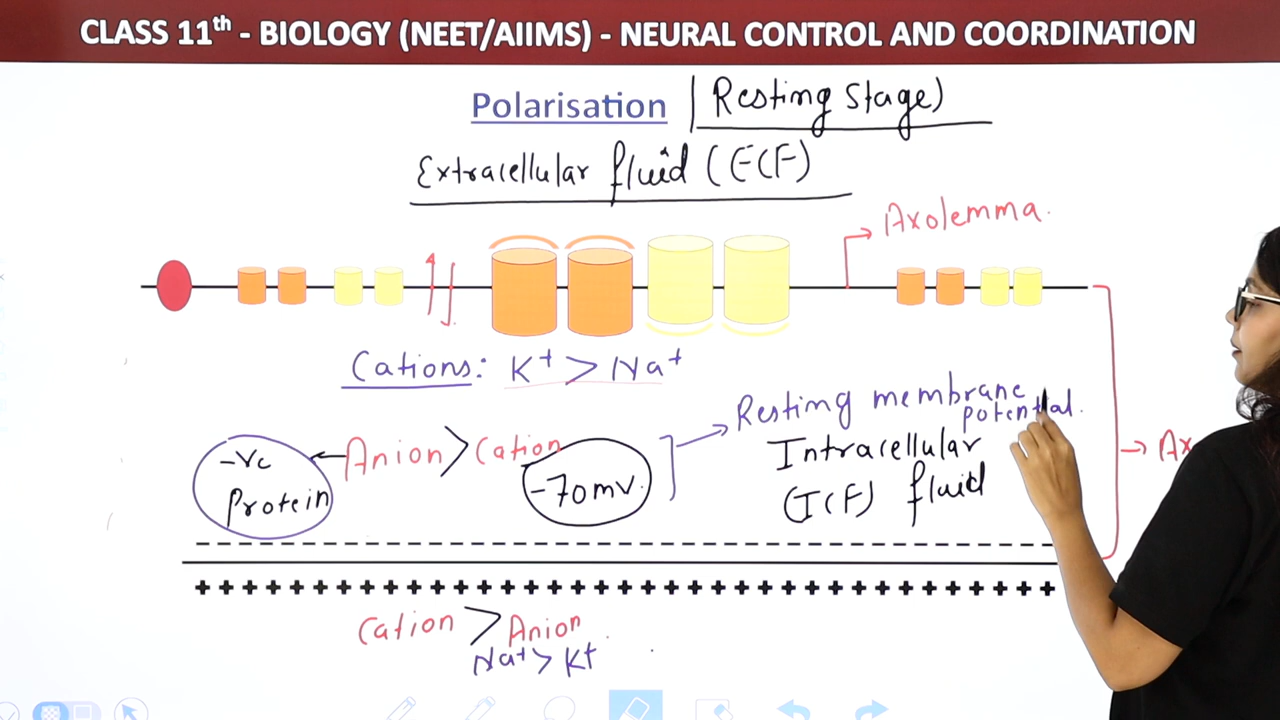 CLASS 11th - BIOLOGY (NEET/AIIMS) - NEURAL CONTROL AND COORDINATION
Polarisation | Resting Stage)
Extracellular fluid (ECF)
Axolemma.
Cations: K+ > Na+
Resting membrane
potential.
Anion > Cation
-Ve
Protein
-70mv.
Intracellular
(ICF) fluid
→ Ax
Cation > Anion
Na+ > K+